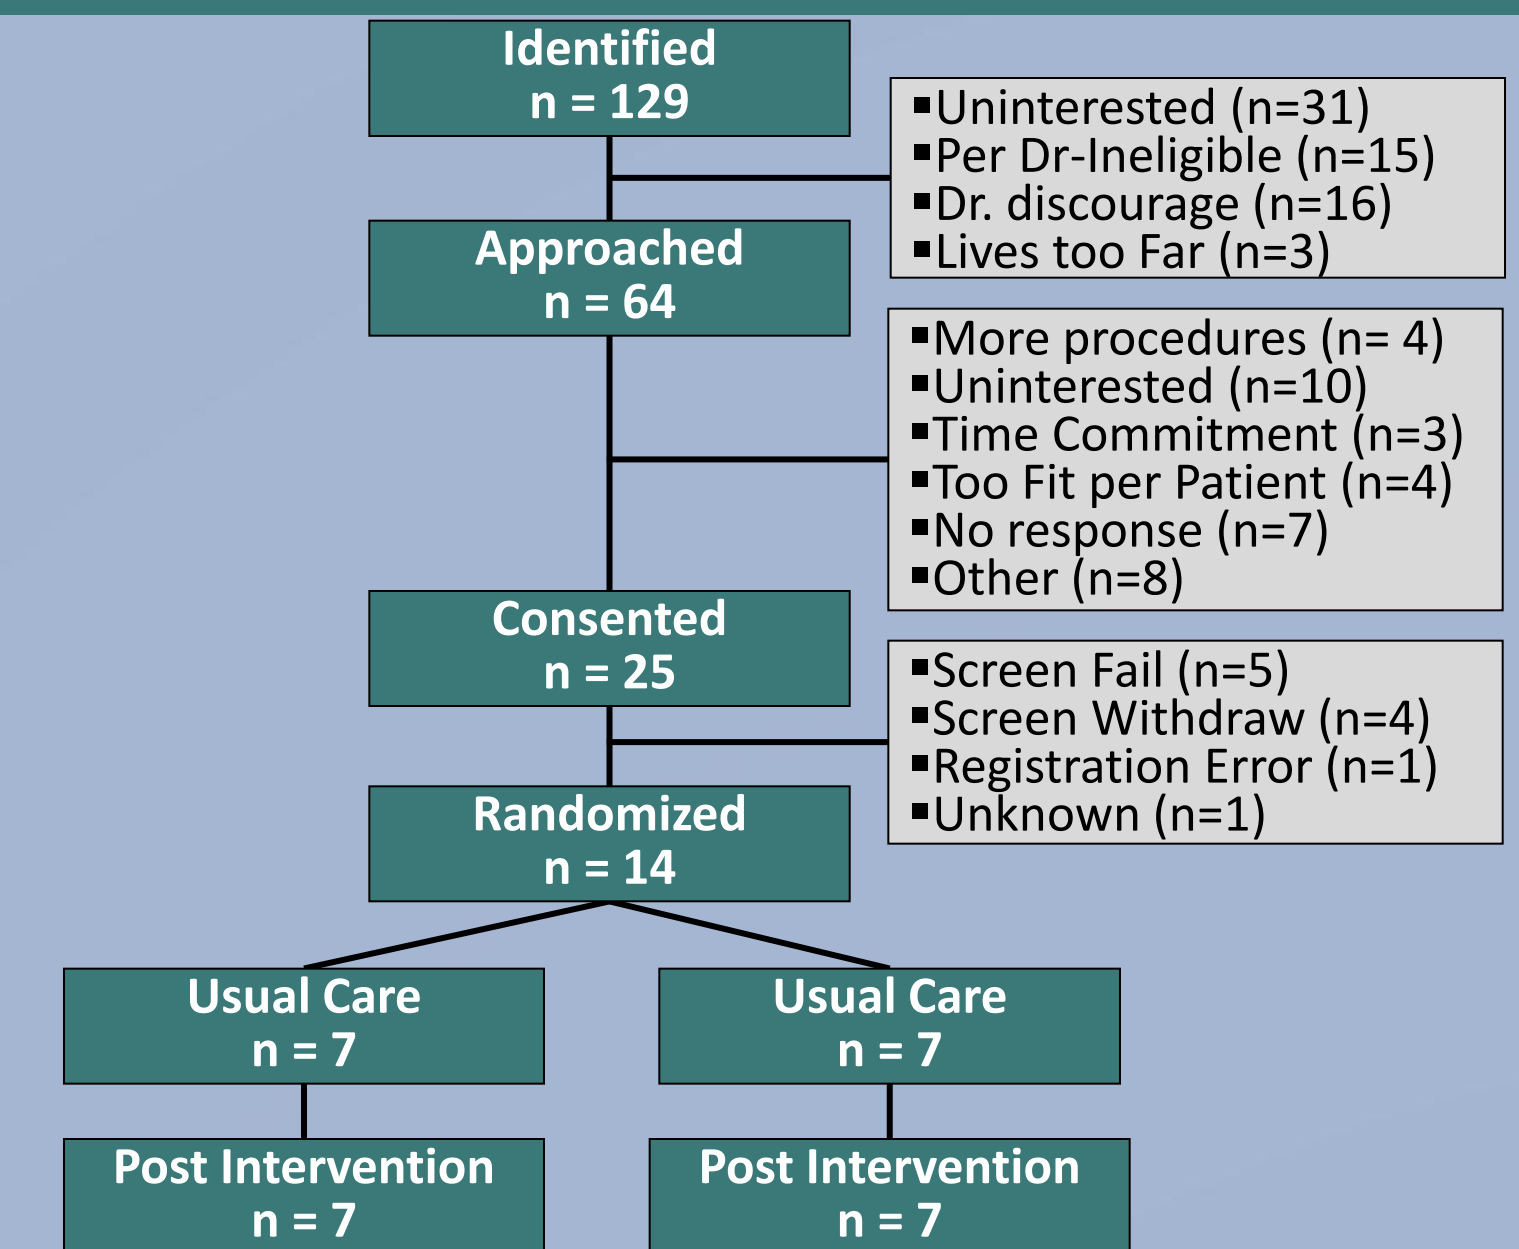 Identified
n = 129
▪Uninterested (n=31)
▪Per Dr-Ineligible (n=15)
▪Dr. discourage (n=16)
▪Lives too Far (n=3)
Approached
n = 64
▪More procedures (n= 4)
▪Uninterested (n=10)
▪Time Commitment (n=3)
▪Too Fit per Patient (n=4)
▪No response (n=7)
▪Other (n=8)
Consented
n = 25
▪Screen Fail (n=5)
▪Screen Withdraw (n=4)
▪Registration Error (n=1)
▪Unknown (n=1)
Randomized
n = 14
Usual Care
n = 7
Usual Care
n = 7
Post Intervention
n = 7
Post Intervention
n = 7